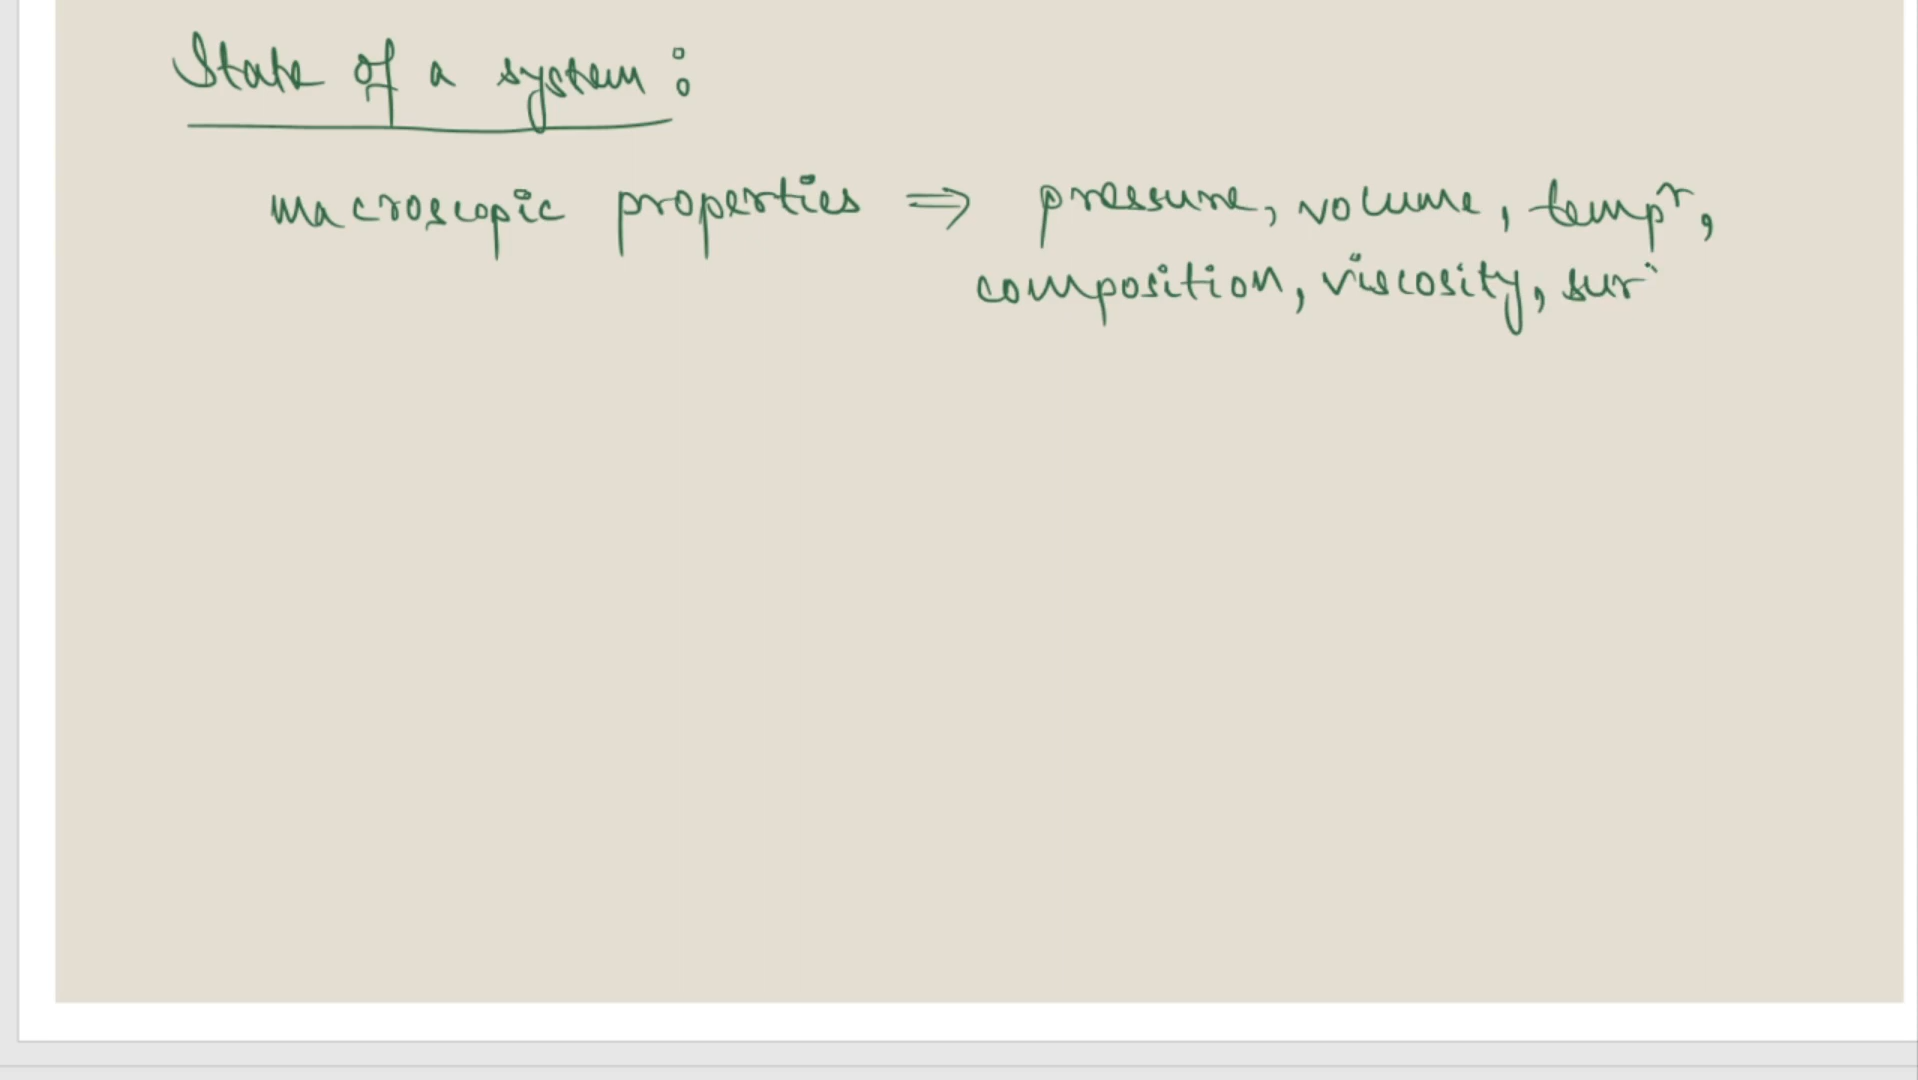 State of a system :
macroscopic properties ⇒ pressure, volume, tempr,
composition, viscosity, sur